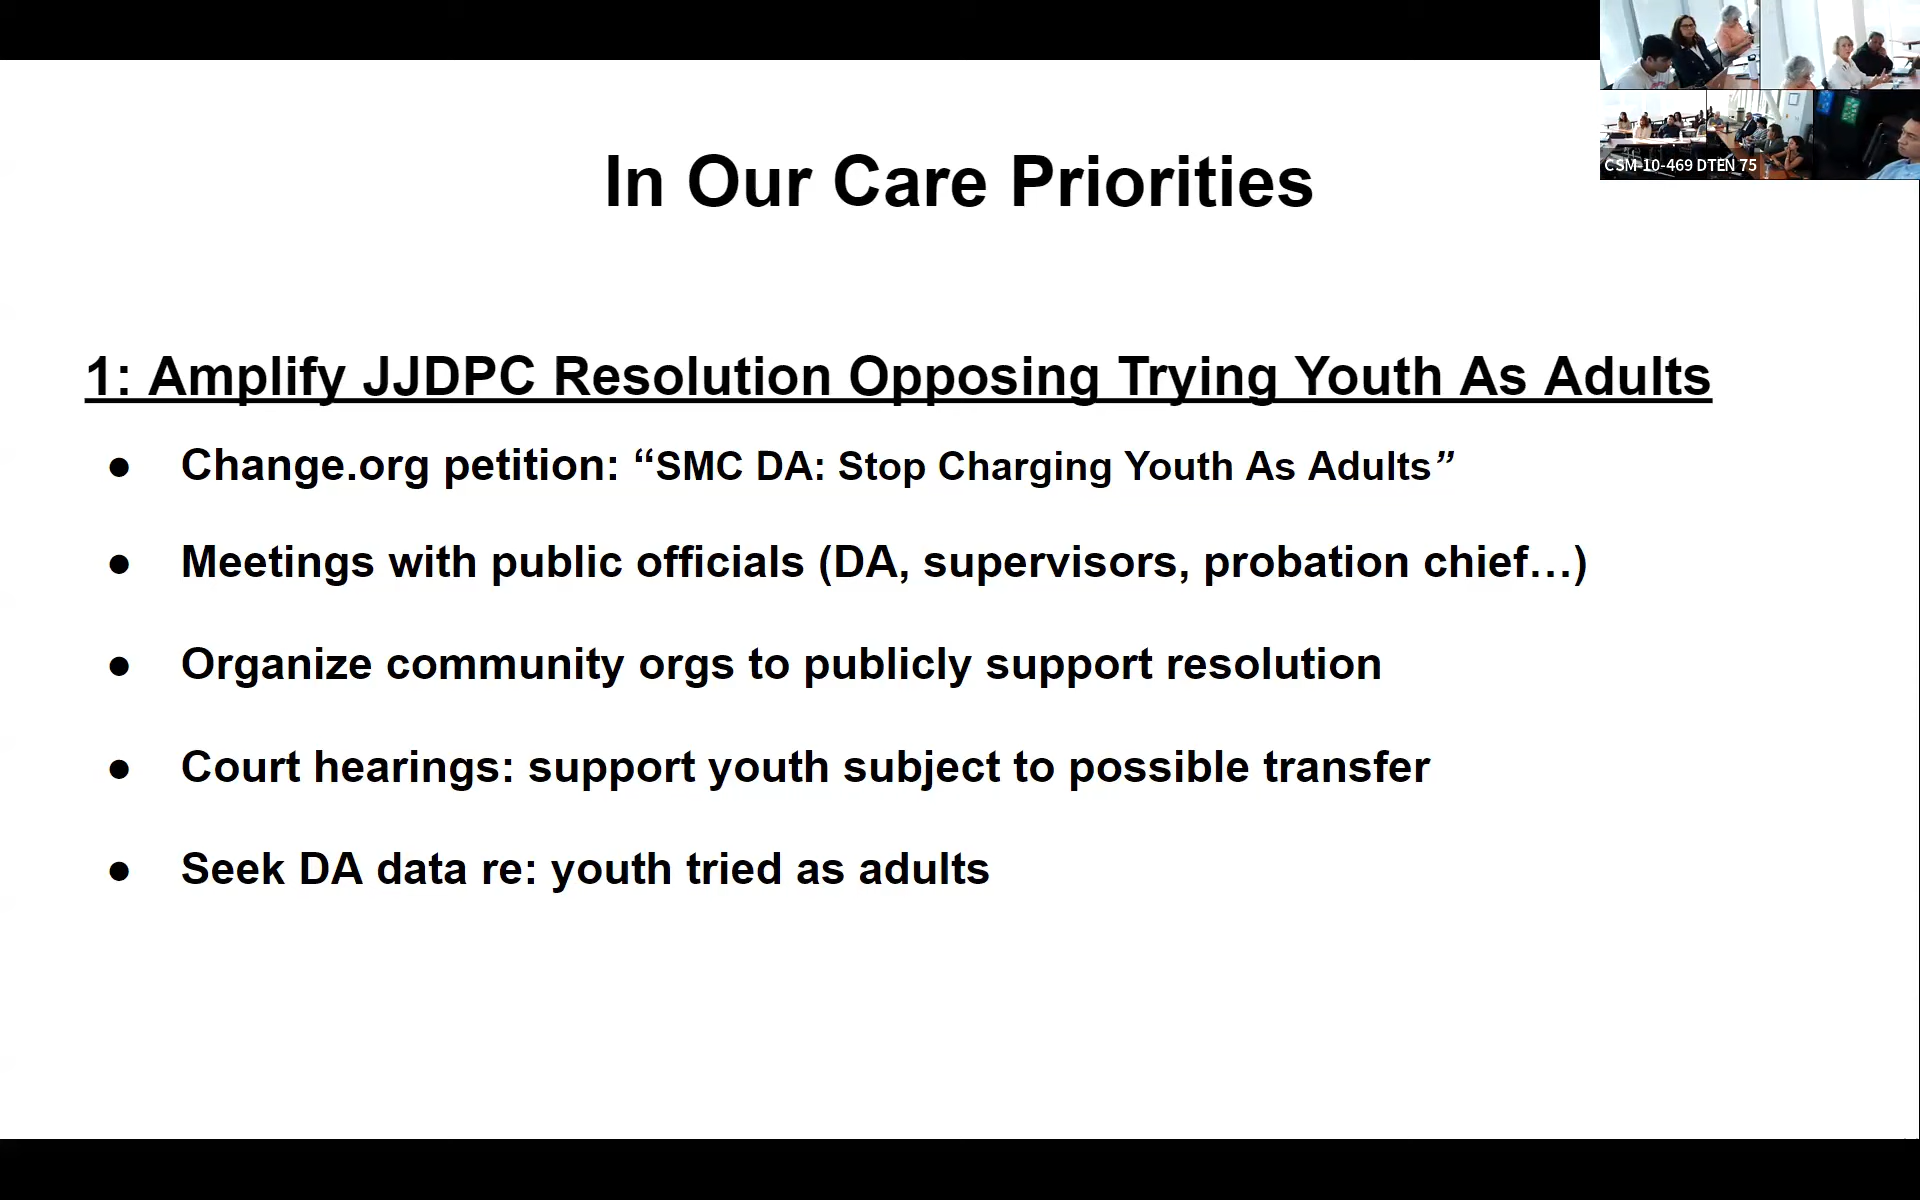 In Our Care Priorities
1: Amplify JJDPC Resolution Opposing Trying Youth As Adults
● Change.org petition: “SMC DA: Stop Charging Youth As Adults”
● Meetings with public officials (DA, supervisors, probation chief…)
● Organize community orgs to publicly support resolution
● Court hearings: support youth subject to possible transfer
● Seek DA data re: youth tried as adults
CSM-10-469 DTEN 75